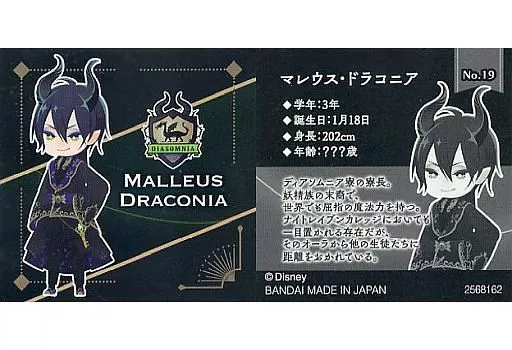 DIASOMNIA
MALLEUS
DRACONIA
No.19
マレウス・ドラコニア
◆学年:3年
◆誕生日:1月18日
◆身長:202cm
◆年齢:???歳
ディアソムニア寮の寮長。
妖精族の末裔で、
世界でも屈指の魔法力を持つ。
ナイトレイブンカレッジにおいても
一目置かれる存在だが、
そのオーラから他の生徒たちに
距離をおかれている。
©Disney
BANDAI MADE IN JAPAN
2568162